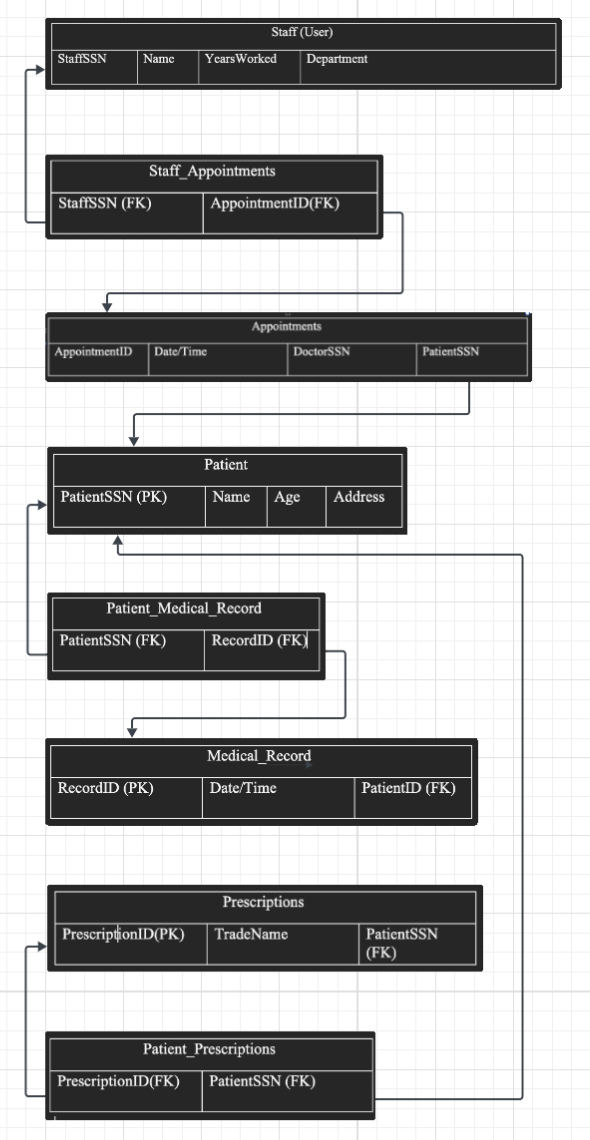 Staff (User)
StaffSSN Name YearsWorked Department
Staff_Appointments
StaffSSN (FK) AppointmentID(FK)
Appointments
AppointmentID Date/Time DoctorSSN PatientSSN
Patient
PatientSSN (PK) Name Age Address
Patient_Medical_Record
PatientSSN (FK) RecordID (FK)
Medical_Record
RecordID (PK) Date/Time PatientID (FK)
Prescriptions
PrescriptionID(PK) TradeName PatientSSN
(FK)
Patient_Prescriptions
PrescriptionID(FK) PatientSSN (FK)